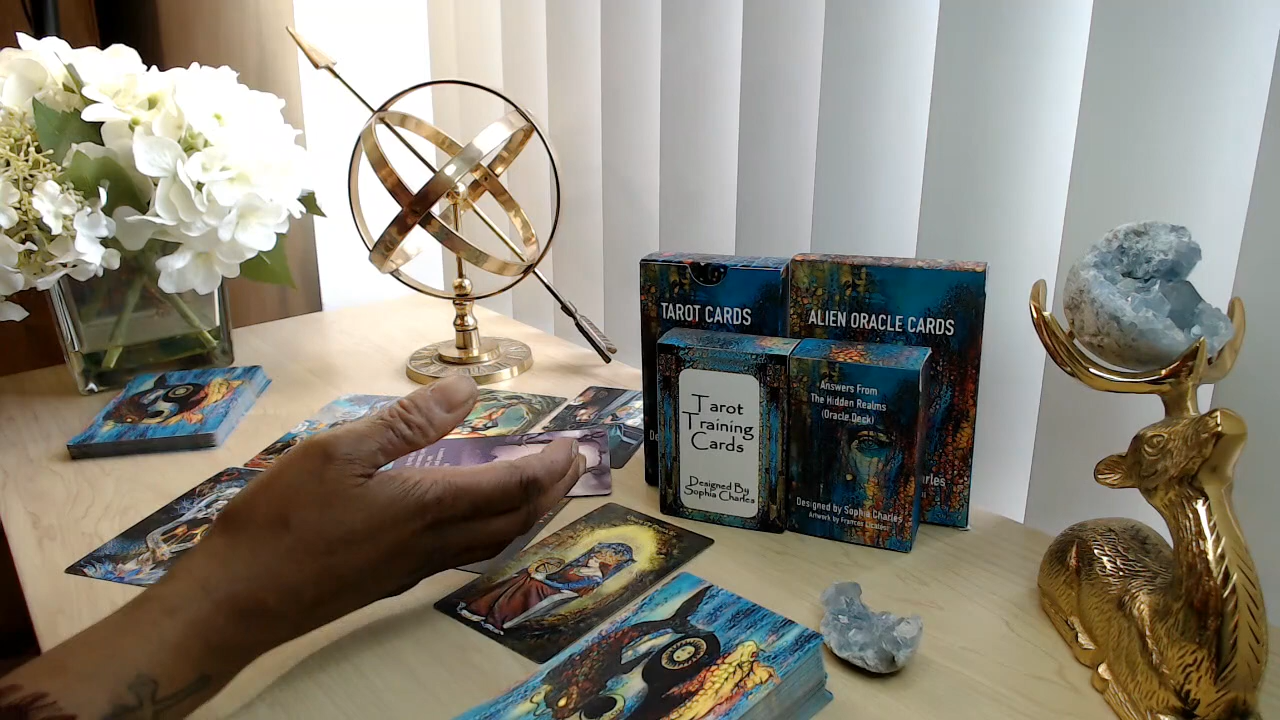 TAROT CARDS
ALIEN ORACLE CARDS
Tarot
Training
Cards
Designed By
Sophia Charles
Answers From
The Hidden Realms
(Oracle Deck)
Designed by Sophia Charles
Artwork by Frances